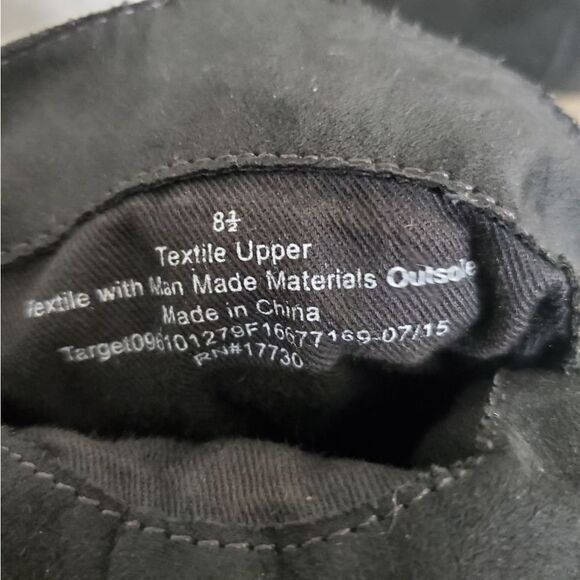 8½
Textile Upper
Textile with Man Made Materials Outsole
Made in China
Target096101279F16677169-07/15
RN#17730